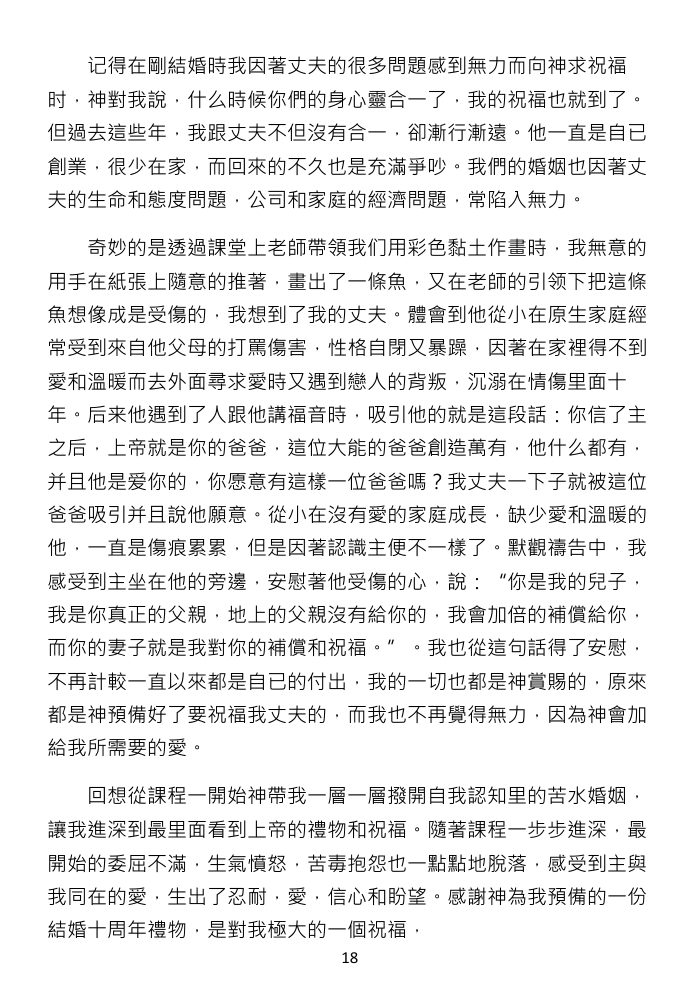 记得在剛結婚時我因著丈夫的很多問題感到無力而向神求祝福
时，神對我說，什么時候你們的身心靈合一了，我的祝福也就到了。
但過去這些年，我跟丈夫不但沒有合一，卻漸行漸遠。他一直是自已
創業，很少在家，而回來的不久也是充滿爭吵。我們的婚姻也因著丈
夫的生命和態度問題，公司和家庭的經濟問題，常陷入無力。
奇妙的是透過課堂上老師帶領我们用彩色黏土作畫時，我無意的
用手在紙張上隨意的推著，畫出了一條魚，又在老師的引领下把這條
魚想像成是受傷的，我想到了我的丈夫。體會到他從小在原生家庭經
常受到來自他父母的打罵傷害，性格自閉又暴躁，因著在家裡得不到
愛和溫暖而去外面尋求愛時又遇到戀人的背叛，沉溺在情傷里面十
年。后来他遇到了人跟他講福音時，吸引他的就是這段話：你信了主
之后，上帝就是你的爸爸，這位大能的爸爸創造萬有，他什么都有，
并且他是爱你的，你愿意有這樣一位爸爸嗎？我丈夫一下子就被這位
爸爸吸引并且說他願意。從小在沒有愛的家庭成長，缺少愛和溫暖的
他，一直是傷痕累累，但是因著認識主便不一樣了。默觀禱告中，我
感受到主坐在他的旁邊，安慰著他受傷的心，說：“你是我的兒子，
我是你真正的父親，地上的父親沒有給你的，我會加倍的補償給你，
而你的妻子就是我對你的補償和祝福。”。我也從這句話得了安慰，
不再計較一直以來都是自已的付出，我的一切也都是神賞賜的，原來
都是神預備好了要祝福我丈夫的，而我也不再覺得無力，因為神會加
給我所需要的愛。
回想從課程一開始神帶我一層一層撥開自我認知里的苦水婚姻，
讓我進深到最里面看到上帝的禮物和祝福。隨著課程一步步進深，最
開始的委屈不滿，生氣憤怒，苦毒抱怨也一點點地脫落，感受到主與
我同在的愛，生出了忍耐，愛，信心和盼望。感謝神為我預備的一份
結婚十周年禮物，是對我極大的一個祝福，
18